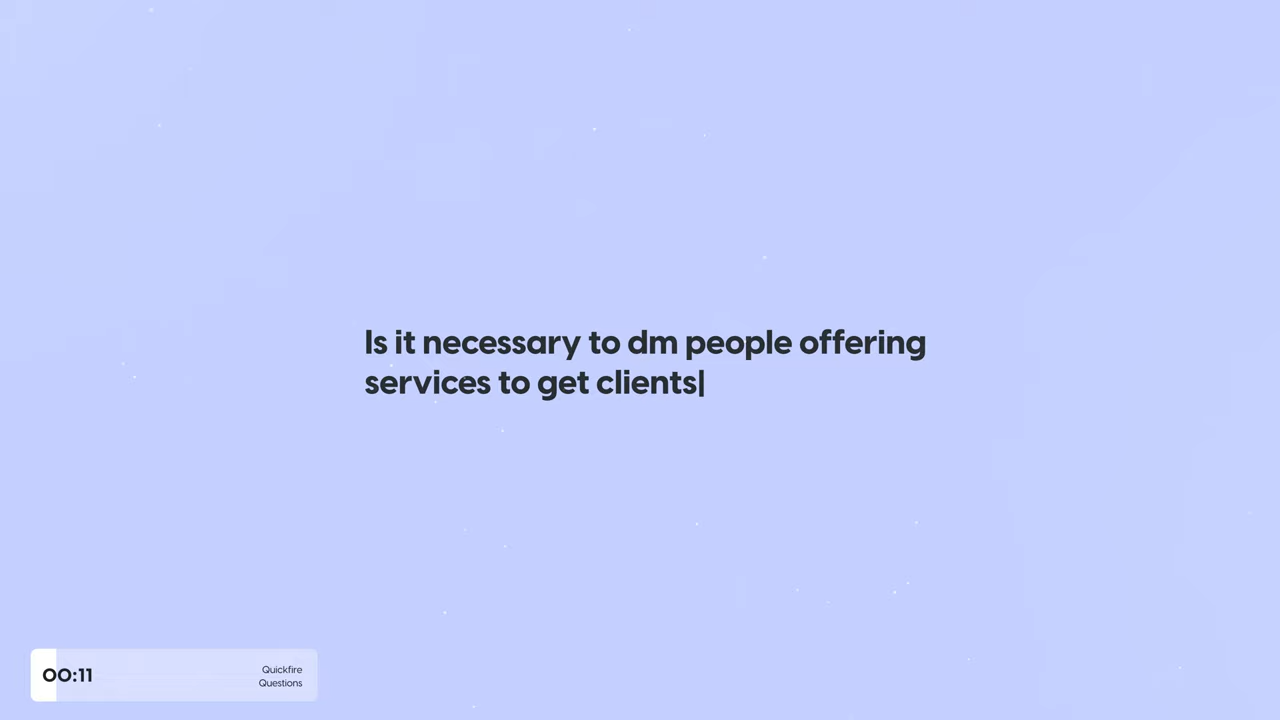 Is it necessary to dm people offering
services to get clients|
00:11
Quickfire
Questions